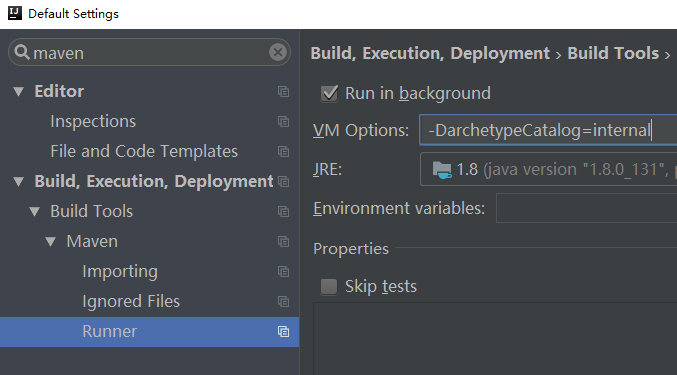 Default Settings
maven
Build, Execution, Deployment › Build Tools ›
Editor
Inspections
File and Code Templates
Build, Execution, Deployment
Build Tools
Maven
Importing
Ignored Files
Runner
Run in background
VM Options: -DarchetypeCatalog=internal
JRE: 1.8 (java version "1.8.0_131",
Environment variables:
Properties
Skip tests